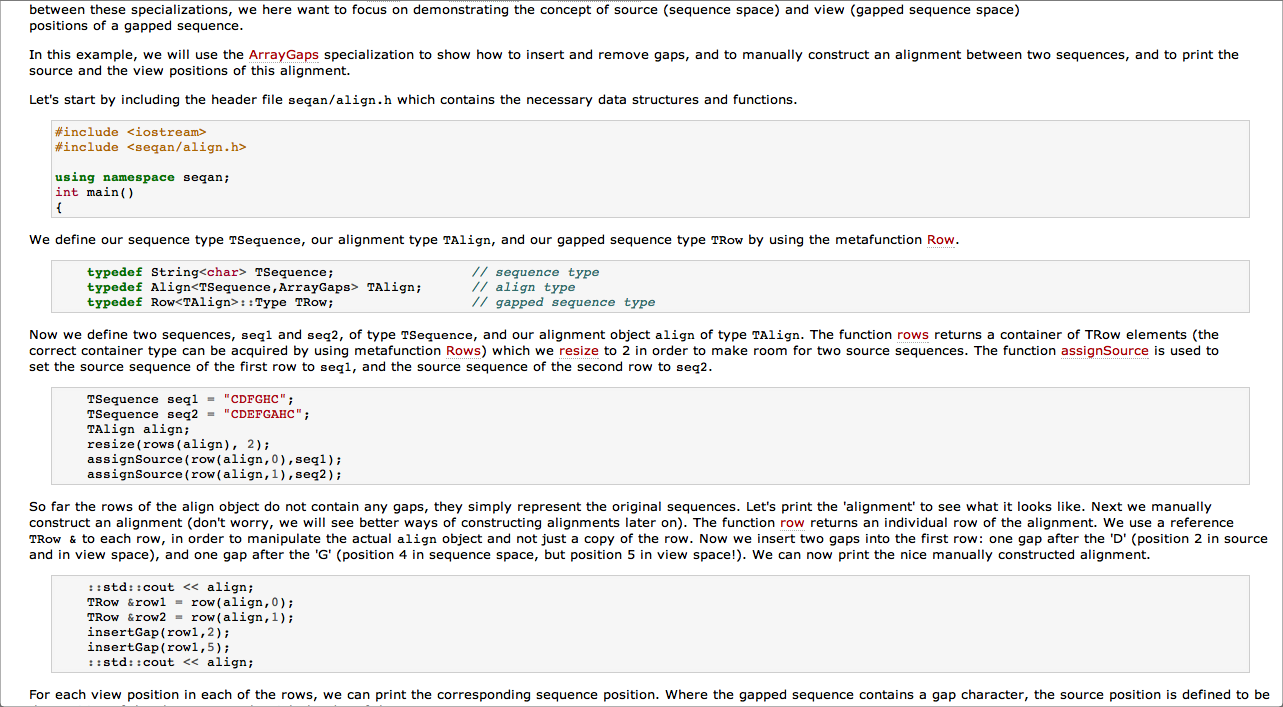 between these specializations, we here want to focus on demonstrating the concept of source (sequence space) and view (gapped sequence space)
positions of a gapped sequence.
In this example, we will use the ArrayGaps specialization to show how to insert and remove gaps, and to manually construct an alignment between two sequences, and to print the
source and the view positions of this alignment.
Let's start by including the header file seqan/align.h which contains the necessary data structures and functions.
#include <iostream>
#include <seqan/align.h>
using namespace seqan;
int main()
{
We define our sequence type TSequence, our alignment type TAlign, and our gapped sequence type TRow by using the metafunction Row.
typedef String<char> TSequence; // sequence type
typedef Align<TSequence,ArrayGaps> TAlign; // align type
typedef Row<TAlign>::Type TRow; // gapped sequence type
Now we define two sequences, seq1 and seq2, of type TSequence, and our alignment object align of type TAlign. The function rows returns a container of TRow elements (the
correct container type can be acquired by using metafunction Rows) which we resize to 2 in order to make room for two source sequences. The function assignSource is used to
set the source sequence of the first row to seq1, and the source sequence of the second row to seq2.
TSequence seq1 = "CDFGHC";
TSequence seq2 = "CDEFGAHC";
TAlign align;
resize(rows(align), 2);
assignSource(row(align,0),seq1);
assignSource(row(align,1),seq2);
So far the rows of the align object do not contain any gaps, they simply represent the original sequences. Let's print the 'alignment' to see what it looks like. Next we manually
construct an alignment (don't worry, we will see better ways of constructing alignments later on). The function row returns an individual row of the alignment. We use a reference
TRow & to each row, in order to manipulate the actual align object and not just a copy of the row. Now we insert two gaps into the first row: one gap after the 'D' (position 2 in source
and in view space), and one gap after the 'G' (position 4 in sequence space, but position 5 in view space!). We can now print the nice manually constructed alignment.
::std::cout << align;
TRow &row1 = row(align,0);
TRow &row2 = row(align,1);
insertGap(row1,2);
insertGap(row1,5);
::std::cout << align;
For each view position in each of the rows, we can print the corresponding sequence position. Where the gapped sequence contains a gap character, the source position is defined to be